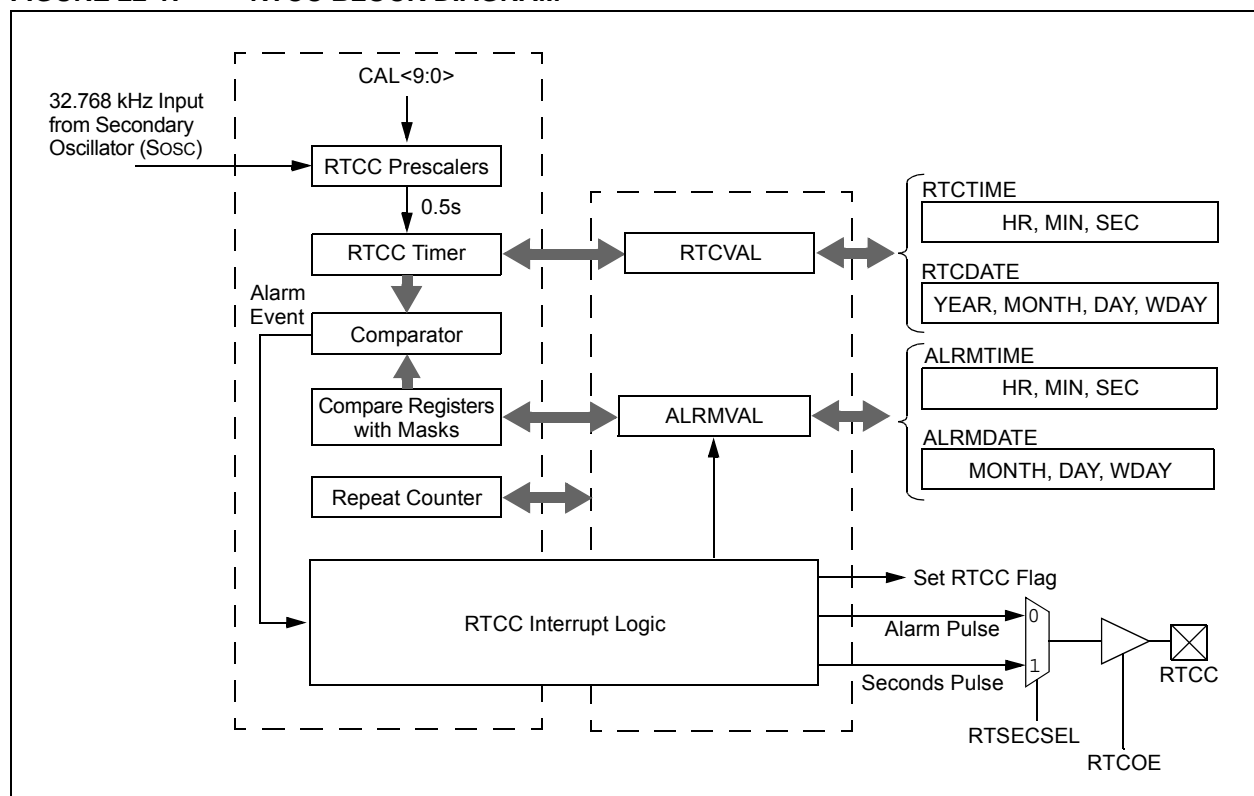 CAL<9:0>
32.768 kHz Input
from Secondary
Oscillator (SOSC)
RTCC Prescalers
0.5s
RTCC Timer
RTCVAL
RTCTIME
HR, MIN, SEC
RTCDATE
YEAR, MONTH, DAY, WDAY
Alarm
Event
Comparator
Compare Registers
with Masks
ALRMVAL
ALRMTIME
HR, MIN, SEC
ALRMDATE
MONTH, DAY, WDAY
Repeat Counter
RTCC Interrupt Logic
Set RTCC Flag
Alarm Pulse
0
1
Seconds Pulse
RTCC
RTSECSEL
RTCOE